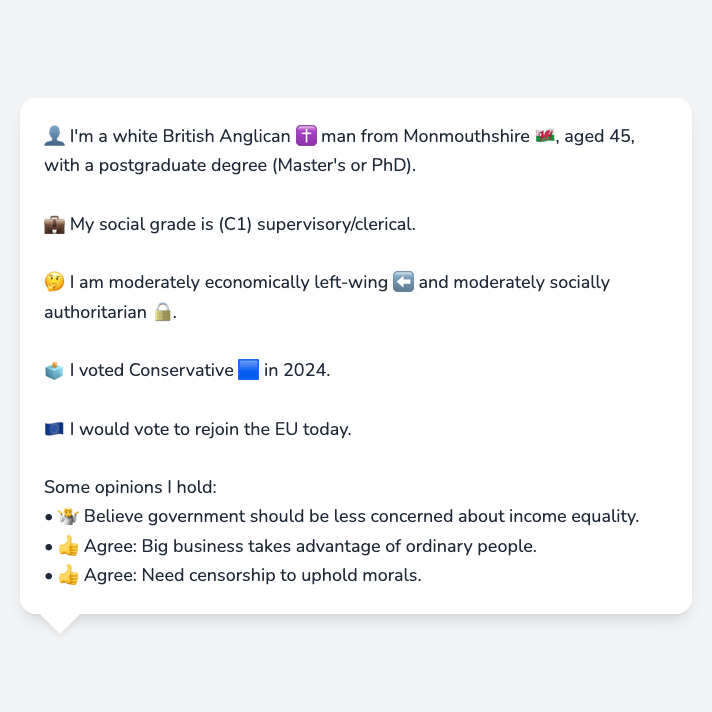 👤 I'm a white British Anglican ✝️ man from Monmouthshire 🏴󠁧󠁢󠁷󠁬󠁳󠁿, aged 45,
with a postgraduate degree (Master's or PhD).
💼 My social grade is (C1) supervisory/clerical.
🤔 I am moderately economically left-wing ⬅️ and moderately socially
authoritarian 🔒.
🗳️ I voted Conservative 🟦 in 2024.
🇪🇺 I would vote to rejoin the EU today.
Some opinions I hold:
• 🤷 Believe government should be less concerned about income equality.
• 👍 Agree: Big business takes advantage of ordinary people.
• 👍 Agree: Need censorship to uphold morals.